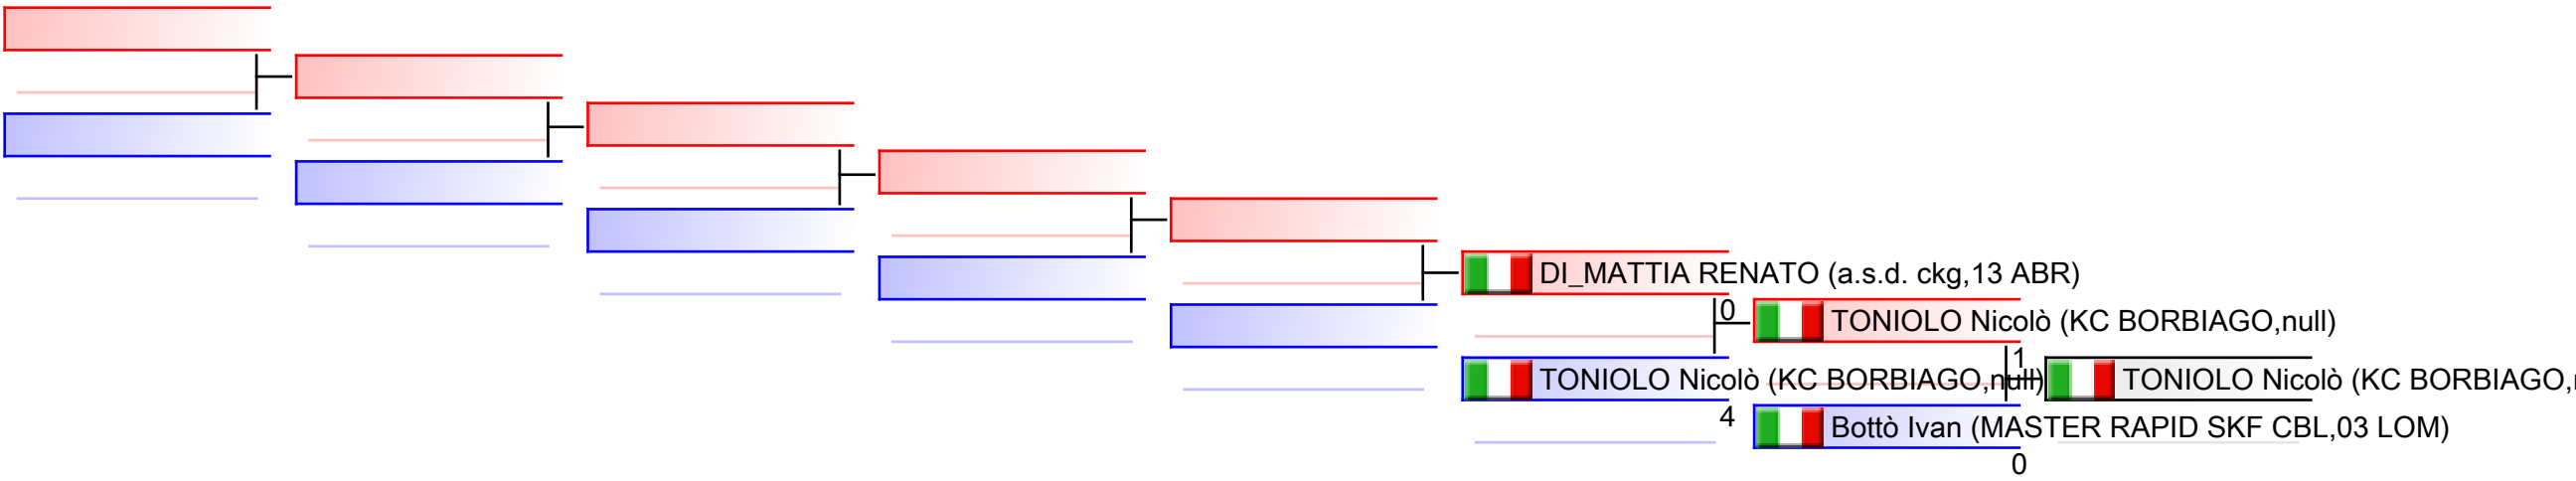 DI_MATTIA RENATO (a.s.d. ckg,13 ABR)
0
TONIOLO Nicolò (KC BORBIAGO,null)
1
TONIOLO Nicolò (KC BORBIAGO,null)
TONIOLO Nicolò (KC BORBIAGO,
4
Bottò Ivan (MASTER RAPID SKF CBL,03 LOM)
0